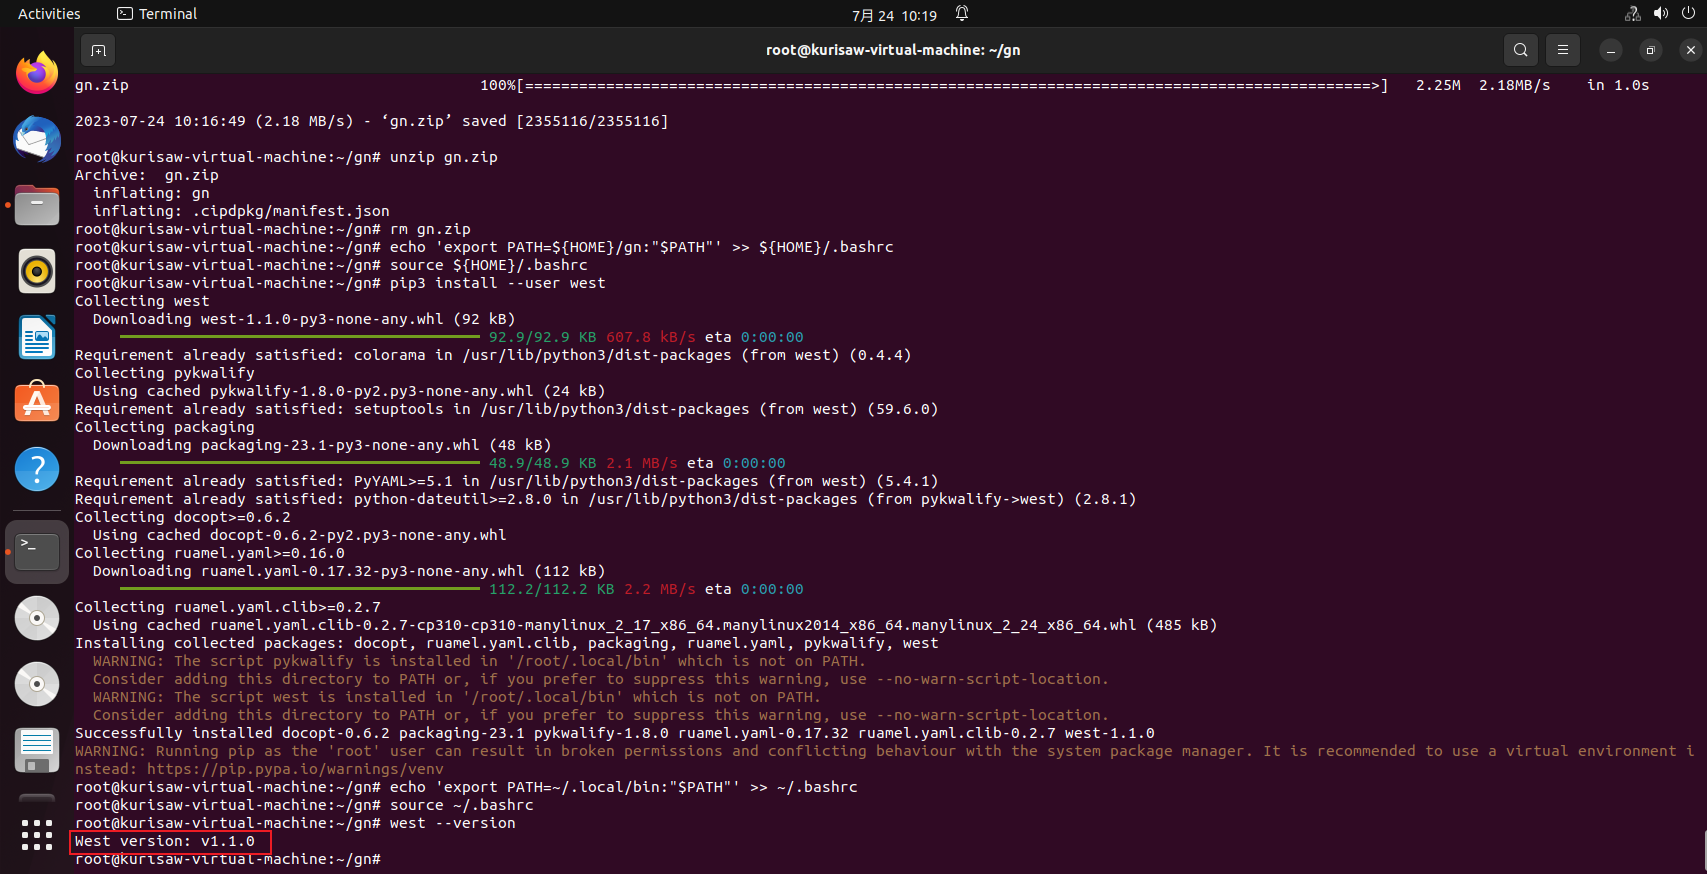 Activities
Terminal
7月 24 10:19
root@kurisaw-virtual-machine: ~/gn
gn.zip 100%[==============================================================================================>] 2.25M 2.18MB/s in 1.0s
2023-07-24 10:16:49 (2.18 MB/s) - ‘gn.zip’ saved [2355116/2355116]
root@kurisaw-virtual-machine:~/gn# unzip gn.zip
Archive:  gn.zip
  inflating: gn
  inflating: .cipdpkg/manifest.json
root@kurisaw-virtual-machine:~/gn# rm gn.zip
root@kurisaw-virtual-machine:~/gn# echo 'export PATH=${HOME}/gn:"$PATH"' >> ${HOME}/.bashrc
root@kurisaw-virtual-machine:~/gn# source ${HOME}/.bashrc
root@kurisaw-virtual-machine:~/gn# pip3 install --user west
Collecting west
  Downloading west-1.1.0-py3-none-any.whl (92 kB)
92.9/92.9 KB 607.8 kB/s eta 0:00:00
Requirement already satisfied: colorama in /usr/lib/python3/dist-packages (from west) (0.4.4)
Collecting pykwalify
  Using cached pykwalify-1.8.0-py2.py3-none-any.whl (24 kB)
Requirement already satisfied: setuptools in /usr/lib/python3/dist-packages (from west) (59.6.0)
Collecting packaging
  Downloading packaging-23.1-py3-none-any.whl (48 kB)
48.9/48.9 KB 2.1 MB/s eta 0:00:00
Requirement already satisfied: PyYAML>=5.1 in /usr/lib/python3/dist-packages (from west) (5.4.1)
Requirement already satisfied: python-dateutil>=2.8.0 in /usr/lib/python3/dist-packages (from pykwalify->west) (2.8.1)
Collecting docopt>=0.6.2
  Using cached docopt-0.6.2-py2.py3-none-any.whl
Collecting ruamel.yaml>=0.16.0
  Downloading ruamel.yaml-0.17.32-py3-none-any.whl (112 kB)
112.2/112.2 KB 2.2 MB/s eta 0:00:00
Collecting ruamel.yaml.clib>=0.2.7
  Using cached ruamel.yaml.clib-0.2.7-cp310-cp310-manylinux_2_17_x86_64.manylinux2014_x86_64.manylinux_2_24_x86_64.whl (485 kB)
Installing collected packages: docopt, ruamel.yaml.clib, packaging, ruamel.yaml, pykwalify, west
  WARNING: The script pykwalify is installed in '/root/.local/bin' which is not on PATH.
  Consider adding this directory to PATH or, if you prefer to suppress this warning, use --no-warn-script-location.
  WARNING: The script west is installed in '/root/.local/bin' which is not on PATH.
  Consider adding this directory to PATH or, if you prefer to suppress this warning, use --no-warn-script-location.
Successfully installed docopt-0.6.2 packaging-23.1 pykwalify-1.8.0 ruamel.yaml-0.17.32 ruamel.yaml.clib-0.2.7 west-1.1.0
WARNING: Running pip as the 'root' user can result in broken permissions and conflicting behaviour with the system package manager. It is recommended to use a virtual environment i
nstead: https://pip.pypa.io/warnings/venv
root@kurisaw-virtual-machine:~/gn# echo 'export PATH=~/.local/bin:"$PATH"' >> ~/.bashrc
root@kurisaw-virtual-machine:~/gn# source ~/.bashrc
root@kurisaw-virtual-machine:~/gn# west --version
West version: v1.1.0
root@kurisaw-virtual-machine:~/gn#